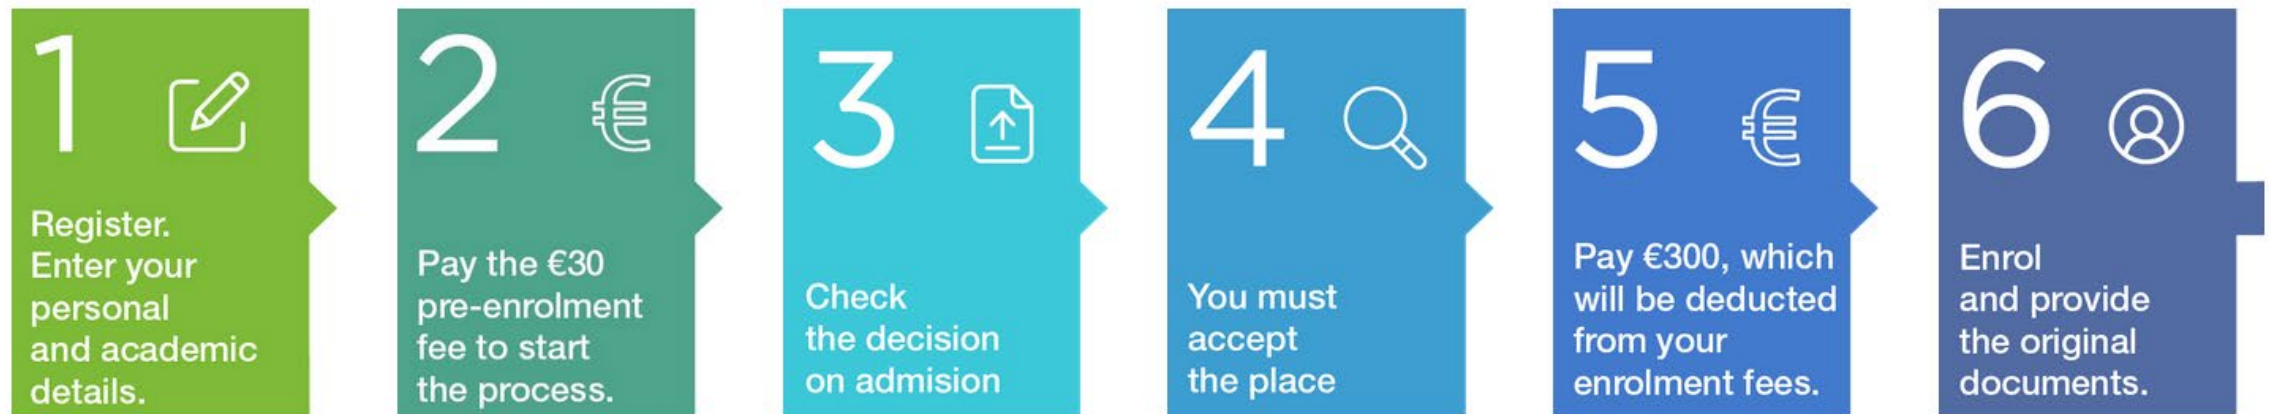 1
Register.
Enter your
personal
and academic
details.
2
€
Pay the €30
pre-enrolment
fee to start
the process.
3
Check
the decision
on admision
4
You must
accept
the place
5
€
Pay €300, which
will be deducted
from your
enrolment fees.
6
Enrol
and provide
the original
documents.